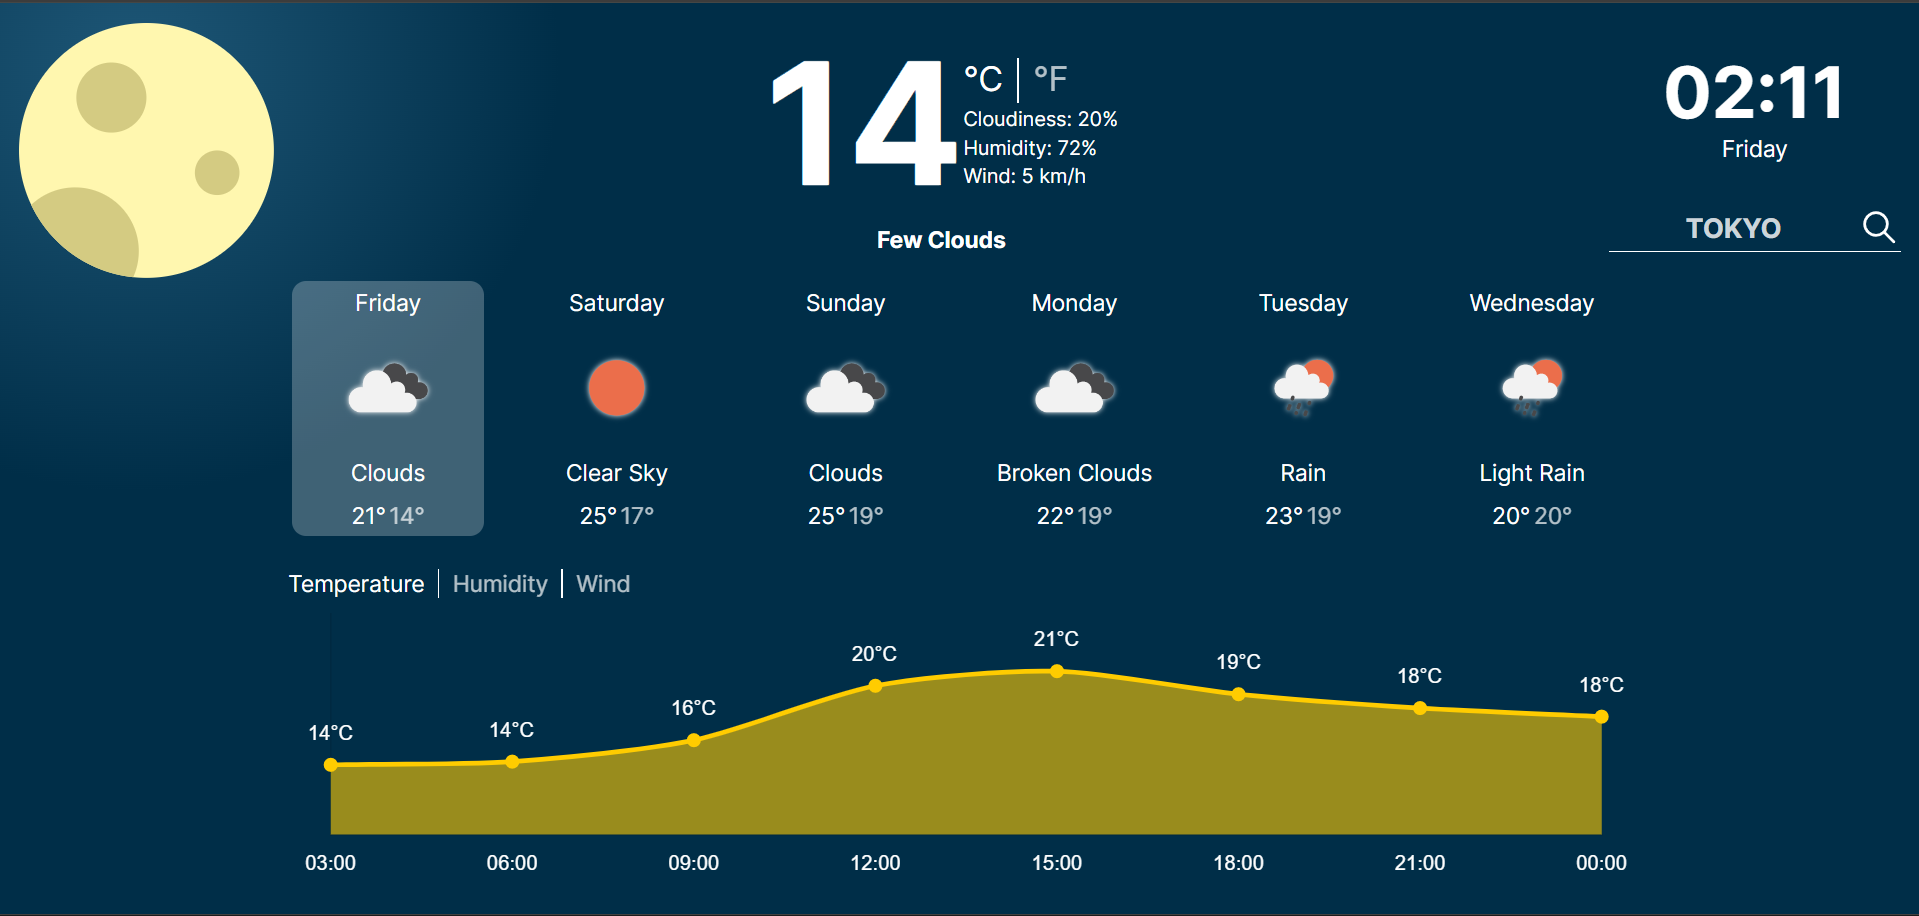 14 °C | °F
Cloudiness: 20%
Humidity: 72%
Wind: 5 km/h
Few Clouds
02:11
Friday
TOKYO
Friday Saturday Sunday Monday Tuesday Wednesday
Clouds Clear Sky Clouds Broken Clouds Rain Light Rain
21° 14° 25° 17° 25° 19° 22° 19° 23° 19° 20° 20°
Temperature | Humidity | Wind
14°C 14°C 16°C 20°C 21°C 19°C 18°C 18°C
03:00 06:00 09:00 12:00 15:00 18:00 21:00 00:00